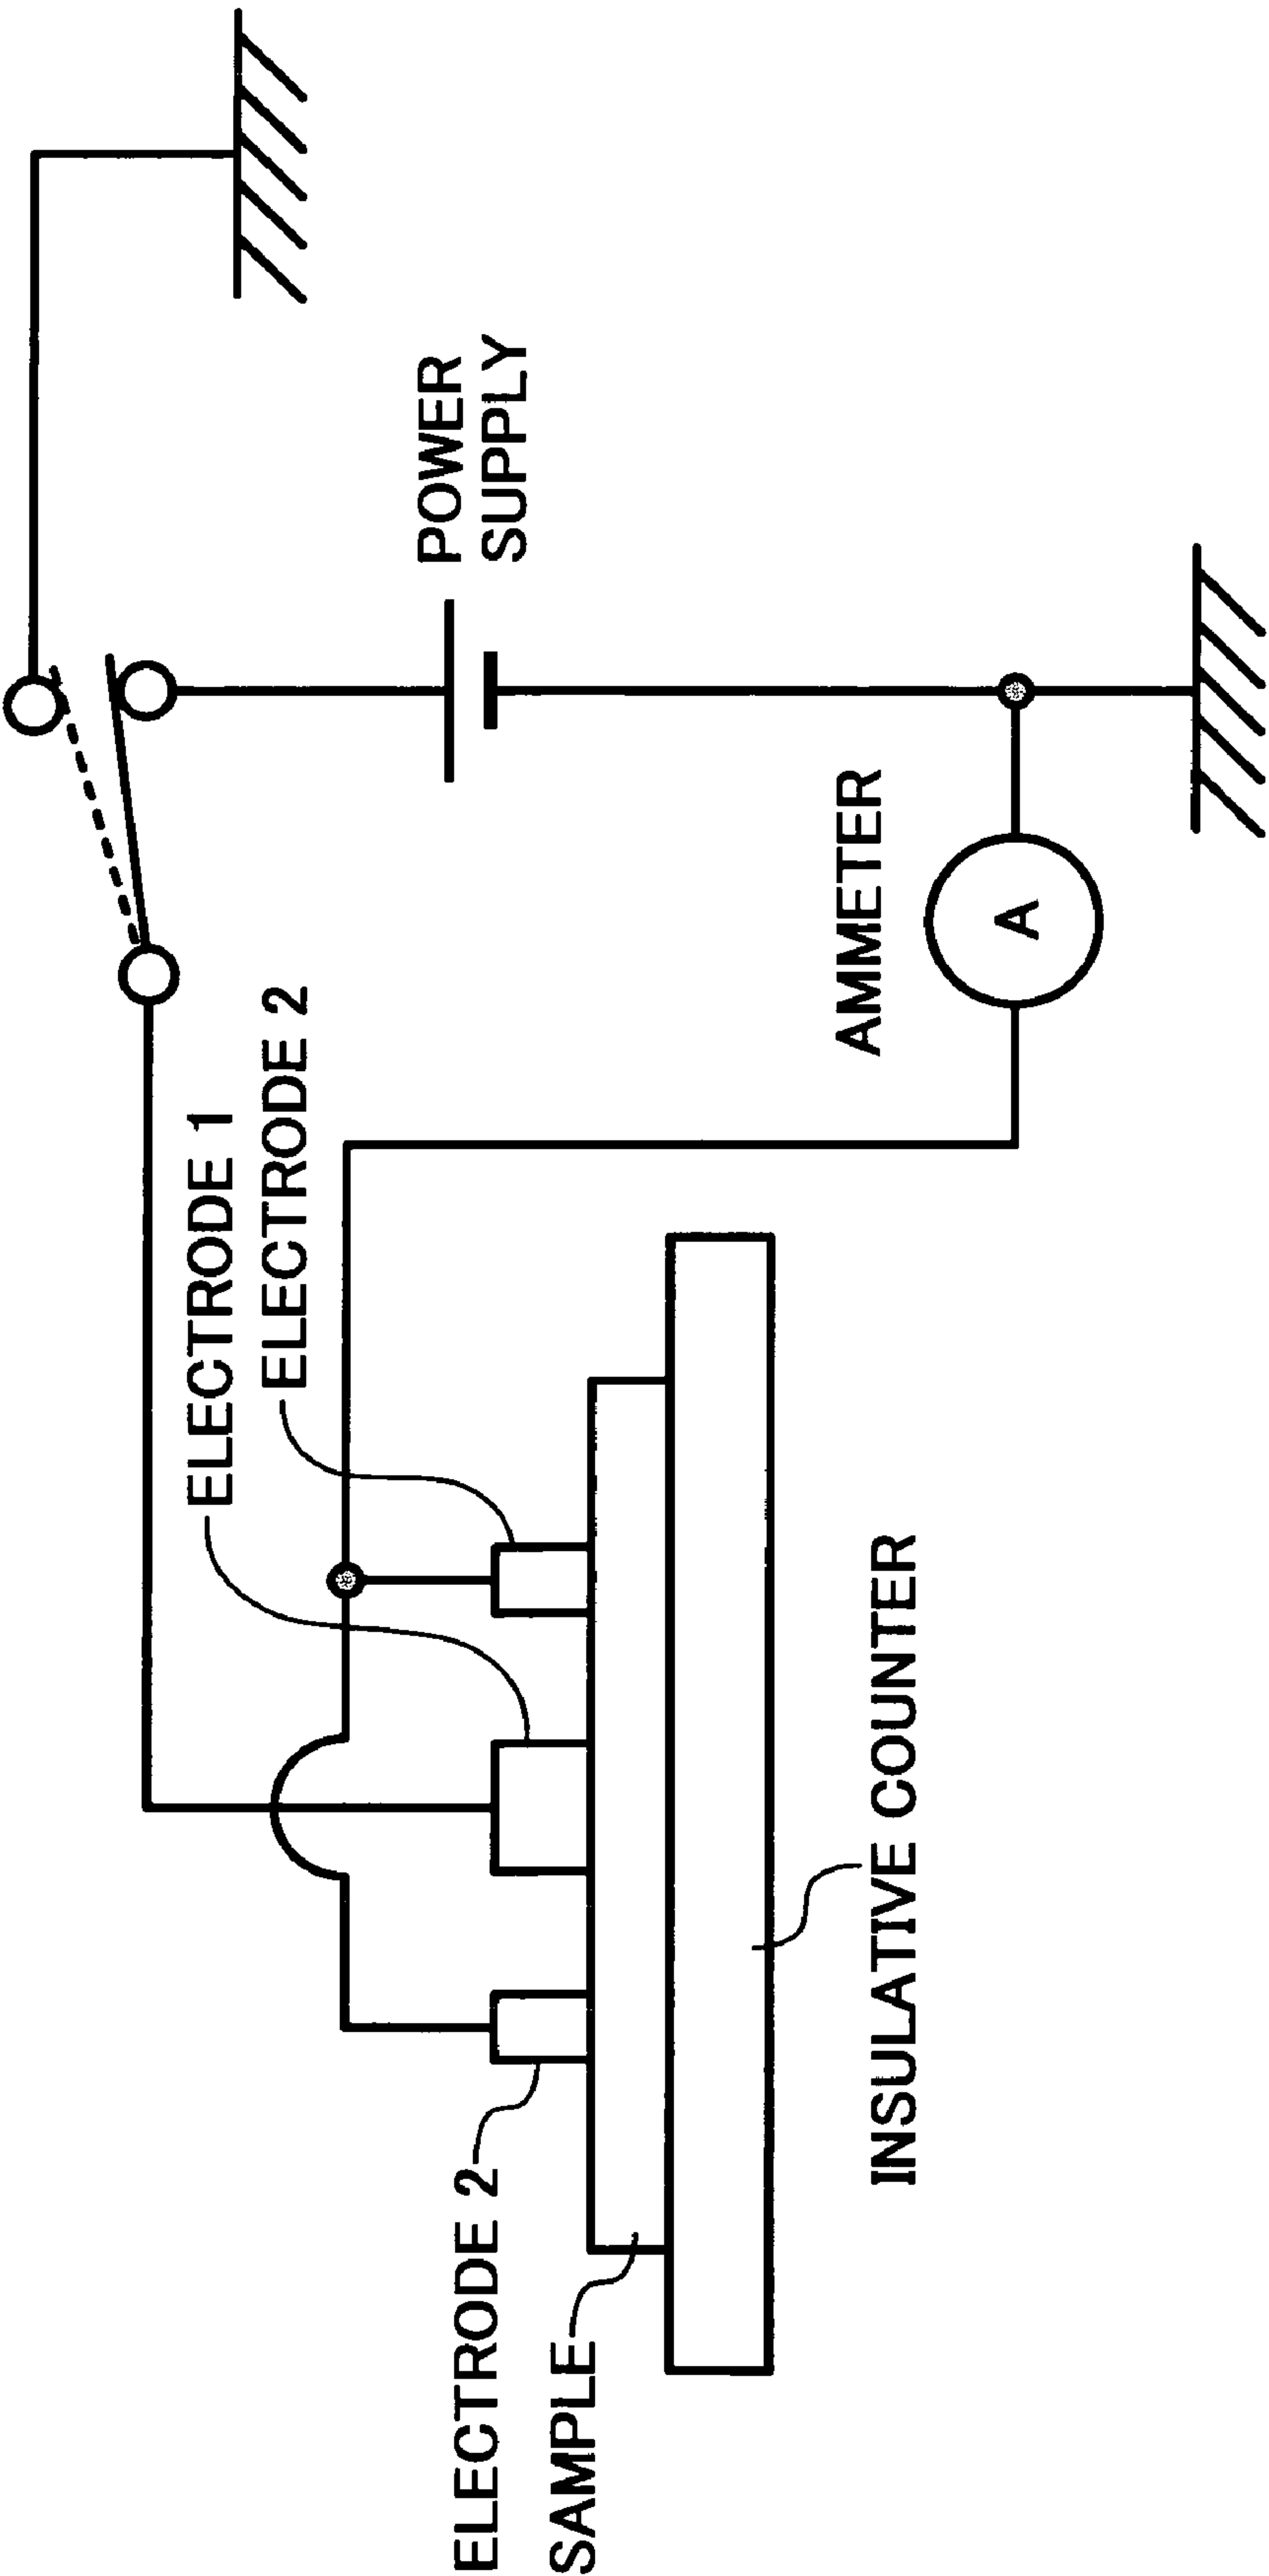 ELECTRODE 1
ELECTRODE 2
POWER
SUPPLY
ELECTRODE 2
SAMPLE
AMMETER
A
INSULATIVE COUNTER